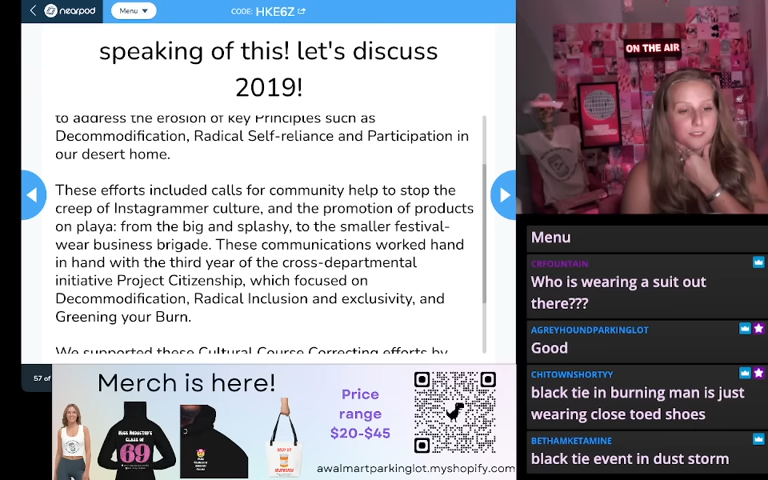 nearpod
Menu
CODE: HKE6Z
speaking of this! let's discuss
2019!
to address the erosion of key Principles such as
Decommodification, Radical Self-reliance and Participation in
our desert home.
These efforts included calls for community help to stop the
creep of Instagrammer culture, and the promotion of products
on playa: from the big and splashy, to the smaller festival-
wear business brigade. These communications worked hand
in hand with the third year of the cross-departmental
initiative Project Citizenship, which focused on
Decommodification, Radical Inclusion and exclusivity, and
Greening your Burn.
We supported these Cultural Course Correcting efforts by
57 of
Merch is here!
CLASS OF
69
Price
range
$20-$45
awalmartparkinglot.myshopify.com
ON THE AIR
Menu
CRFOUNTAIN
Who is wearing a suit out
there???
AGREYHOUNDPARKINGLOT
Good
CHITOWNSHORTYY
black tie in burning man is just
wearing close toed shoes
BETHAMKETAMINE
black tie event in dust storm